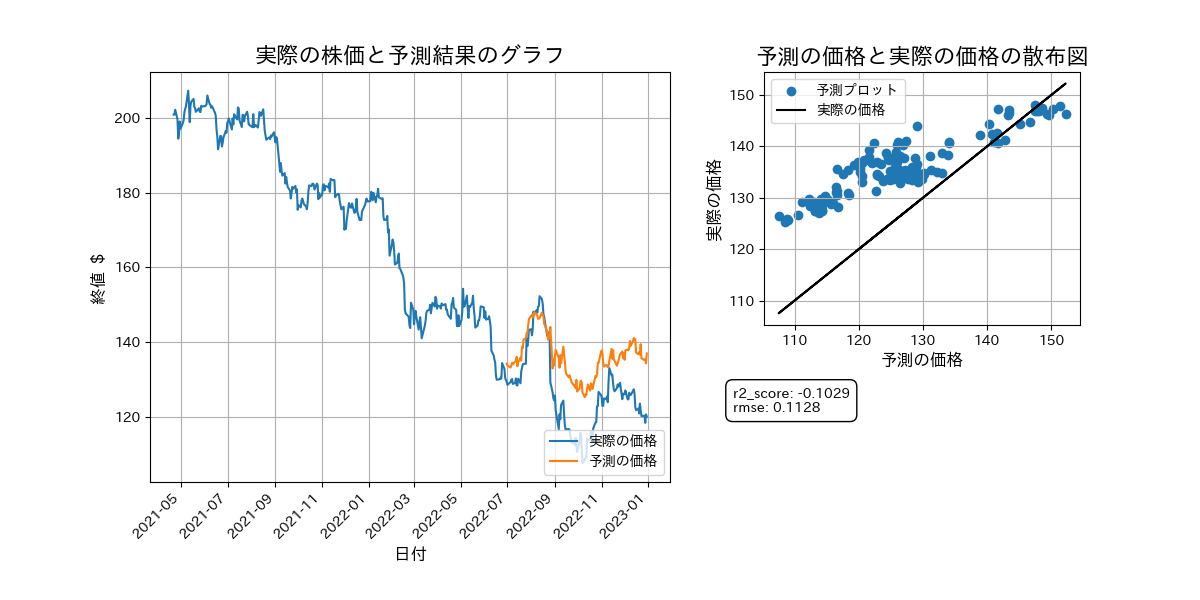 実際の株価と予測結果のグラフ
終値 $
200
180
160
140
120
2021-05
2021-07
2021-09
2021-11
2022-01
2022-03
2022-05
2022-07
2022-09
2022-11
2023-01
日付
実際の価格
予測の価格
予測の価格と実際の価格の散布図
実際の価格
150
140
130
120
110
予測プロット
実際の価格
110
120
130
140
150
予測の価格
r2_score: -0.1029
rmse: 0.1128